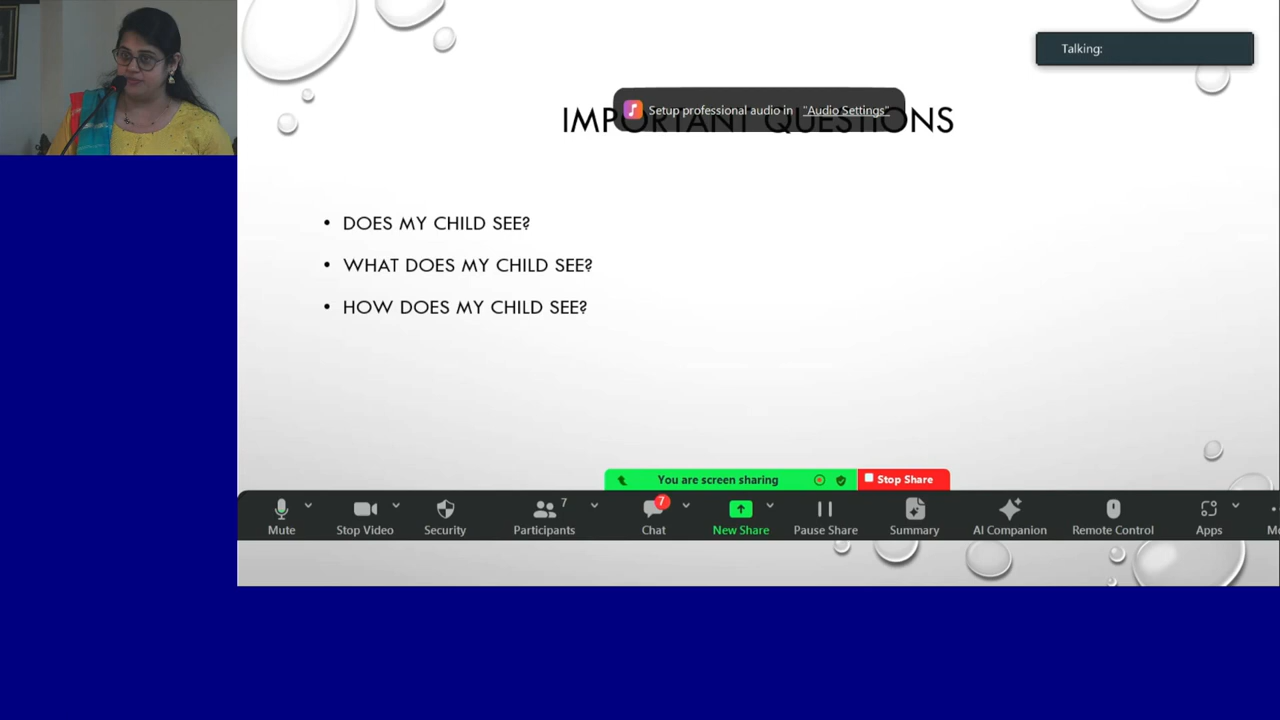 Talking:
Setup professional audio in "Audio Settings"
IMPORTANT QUESTIONS
• DOES MY CHILD SEE?
• WHAT DOES MY CHILD SEE?
• HOW DOES MY CHILD SEE?
You are screen sharing Stop Share
7 7
Mute Stop Video Security Participants Chat New Share Pause Share Summary AI Companion Remote Control Apps